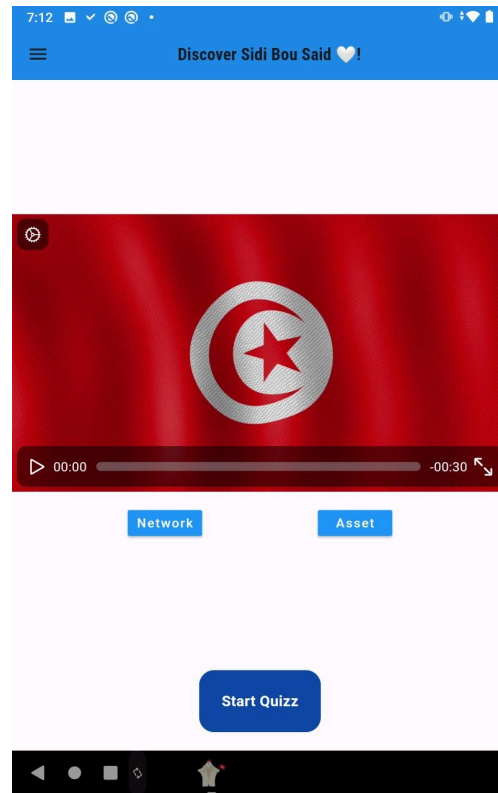 7:12
Discover Sidi Bou Said 🤍!
00:00 -00:30
Network Asset
Start Quizz